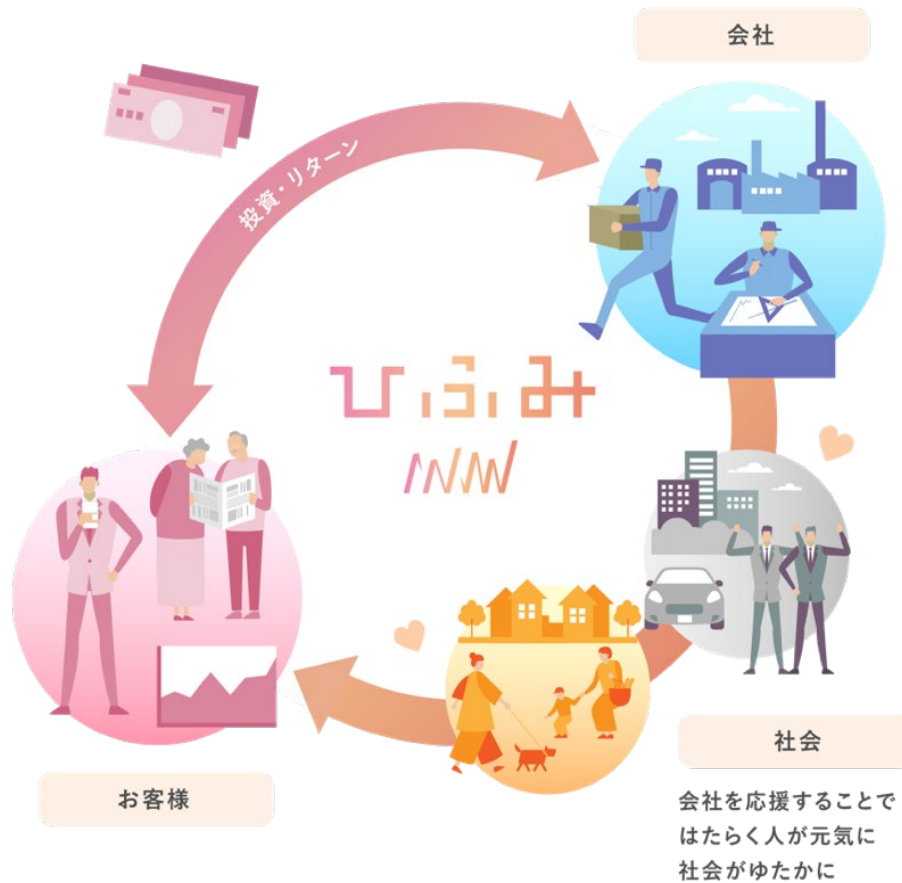 会社
投資・リターン
ひふみ
お客様
社会
会社を応援することで
はたらく人が元気に
社会がゆたかに